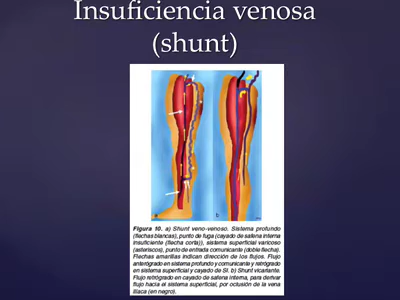 Insuficiencia venosa
(shunt)
a
b
Figura 10. a) Shunt veno-venoso. Sistema profundo
(flechas blancas), punto de fuga (cayado de safena interna
insuficiente (flecha corta)), sistema superficial varicoso
(asteriscos), punto de entrada comunicante (doble flecha).
Flechas amarillas indican dirección de los flujos. Flujo
anterógrado en sistema profundo y comunicante y retrógrado
en sistema superficial y cayado de SI. b) Shunt vicariante.
Flujo retrógrado en cayado de safena interna, para derivar
flujo hacia el sistema superficial, por oclusión de la vena
ilíaca (en negro).